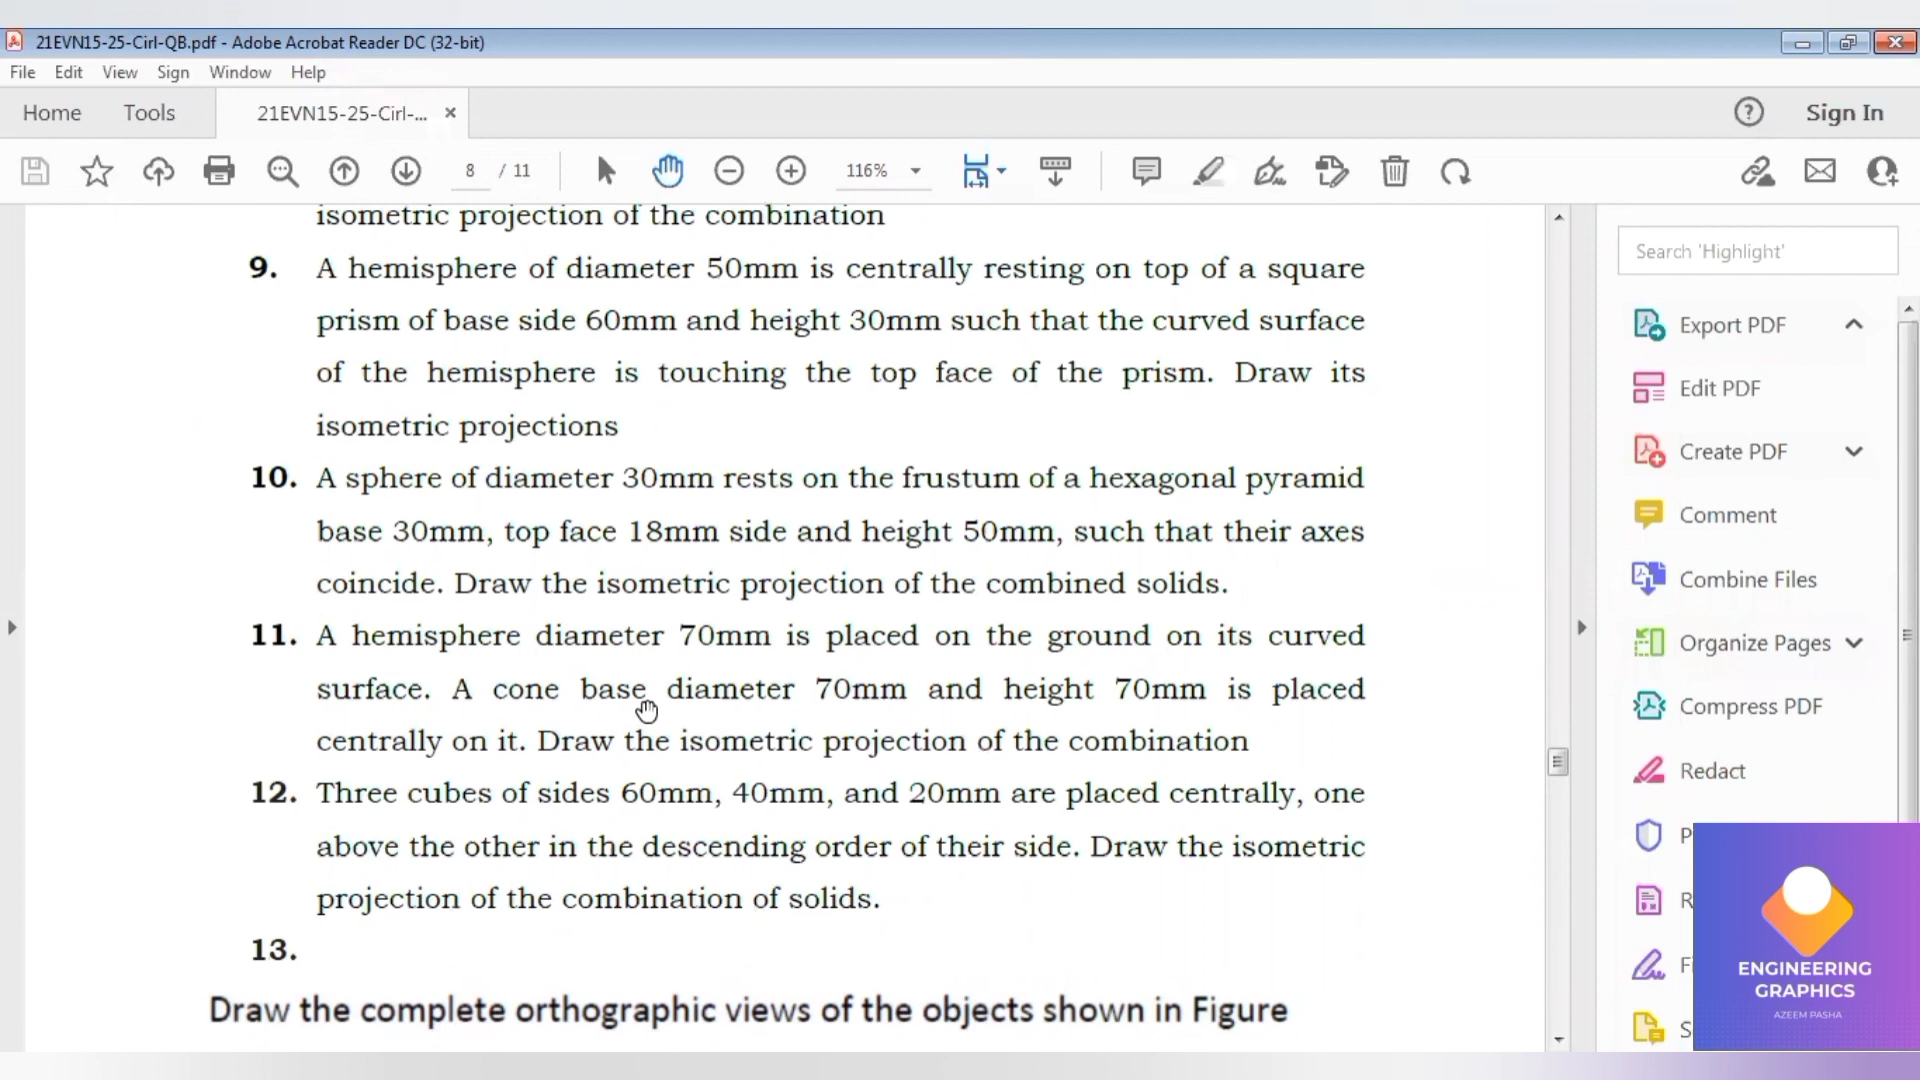 21EVN15-25-Cirl-QB.pdf - Adobe Acrobat Reader DC (32-bit)
File Edit View Sign Window Help
Home Tools 21EVN15-25-Cirl-... Sign In
8 / 11 116%
isometric projection of the combination
9. A hemisphere of diameter 50mm is centrally resting on top of a square
prism of base side 60mm and height 30mm such that the curved surface
of the hemisphere is touching the top face of the prism. Draw its
isometric projections
10. A sphere of diameter 30mm rests on the frustum of a hexagonal pyramid
base 30mm, top face 18mm side and height 50mm, such that their axes
coincide. Draw the isometric projection of the combined solids.
11. A hemisphere diameter 70mm is placed on the ground on its curved
surface. A cone base diameter 70mm and height 70mm is placed
centrally on it. Draw the isometric projection of the combination
12. Three cubes of sides 60mm, 40mm, and 20mm are placed centrally, one
above the other in the descending order of their side. Draw the isometric
projection of the combination of solids.
13.
Draw the complete orthographic views of the objects shown in Figure
Search 'Highlight'
Export PDF
Edit PDF
Create PDF
Comment
Combine Files
Organize Pages
Compress PDF
Redact
ENGINEERING
GRAPHICS
AZEEM PASHA